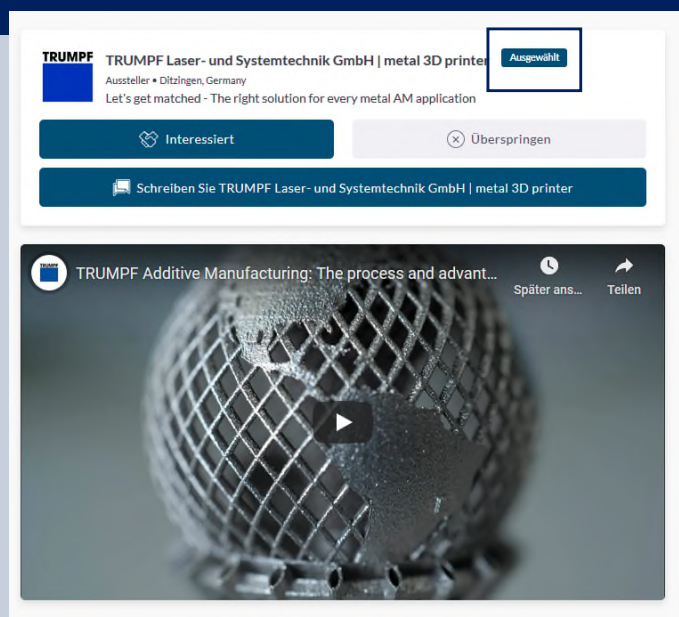 TRUMPF
TRUMPF Laser- und Systemtechnik GmbH | metal 3D printer
Ausgewählt
Aussteller • Ditzingen, Germany
Let's get matched - The right solution for every metal AM application
Interessiert
Überspringen
Schreiben Sie TRUMPF Laser- und Systemtechnik GmbH | metal 3D printer
TRUMPF
TRUMPF Additive Manufacturing: The process and advant...
Später ans...
Teilen